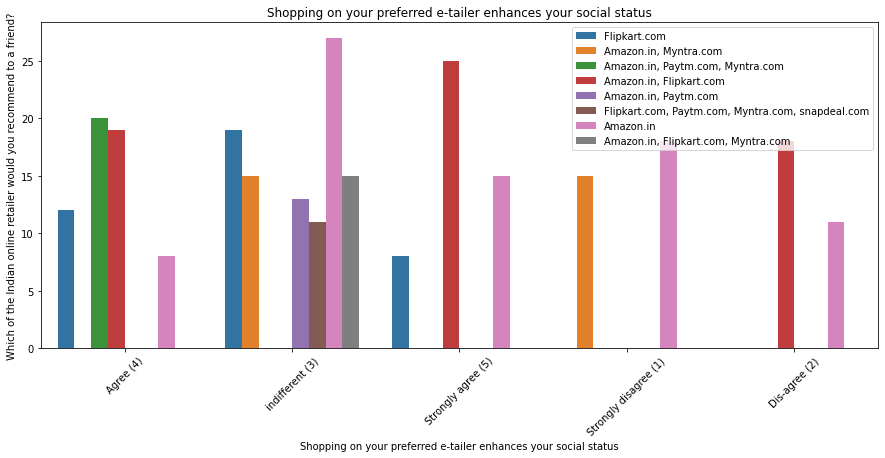 Shopping on your preferred e-tailer enhances your social status
Which of the Indian online retailer would you recommend to a friend?
25
20
15
10
5
0
Flipkart.com
Amazon.in, Myntra.com
Amazon.in, Paytm.com, Myntra.com
Amazon.in, Flipkart.com
Amazon.in, Paytm.com
Flipkart.com, Paytm.com, Myntra.com, snapdeal.com
Amazon.in
Amazon.in, Flipkart.com, Myntra.com
Agree (4)
indifferent (3)
Strongly agree (5)
Strongly disagree (1)
Dis-agree (2)
Shopping on your preferred e-tailer enhances your social status